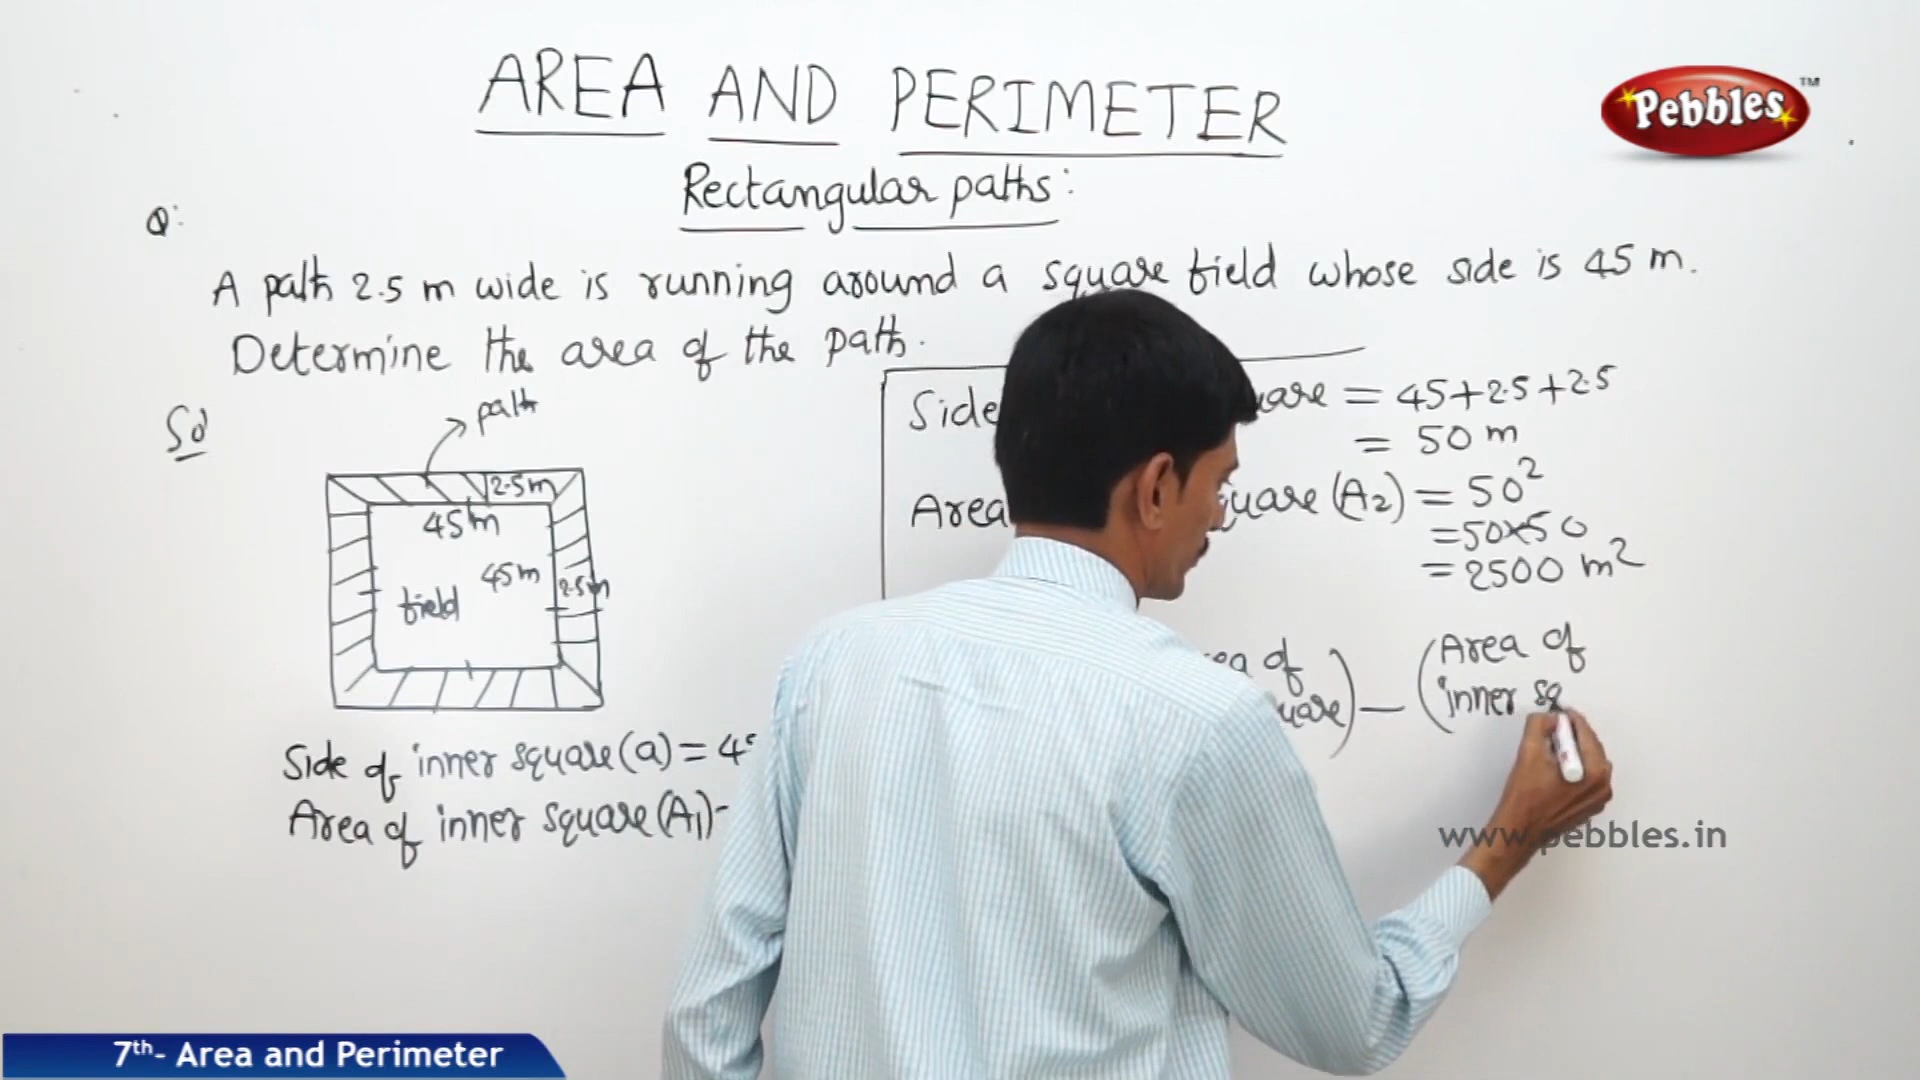 AREA AND PERIMETER
Pebbles™
Rectangular paths:
Q:
A path 2.5 m wide is running around a square field whose side is 45 m.
Determine the area of the path.
Sol
path
2.5m
45m
45m
2.5m
field
Side of inner square (a) =
Area of inner square (A1)
Side = 45+2.5+2.5
= 50 m
Area (A2) = 50²
=50×50
= 2500 m²
of ) — (Area of
inner sq
www.pebbles.in
7th- Area and Perimeter